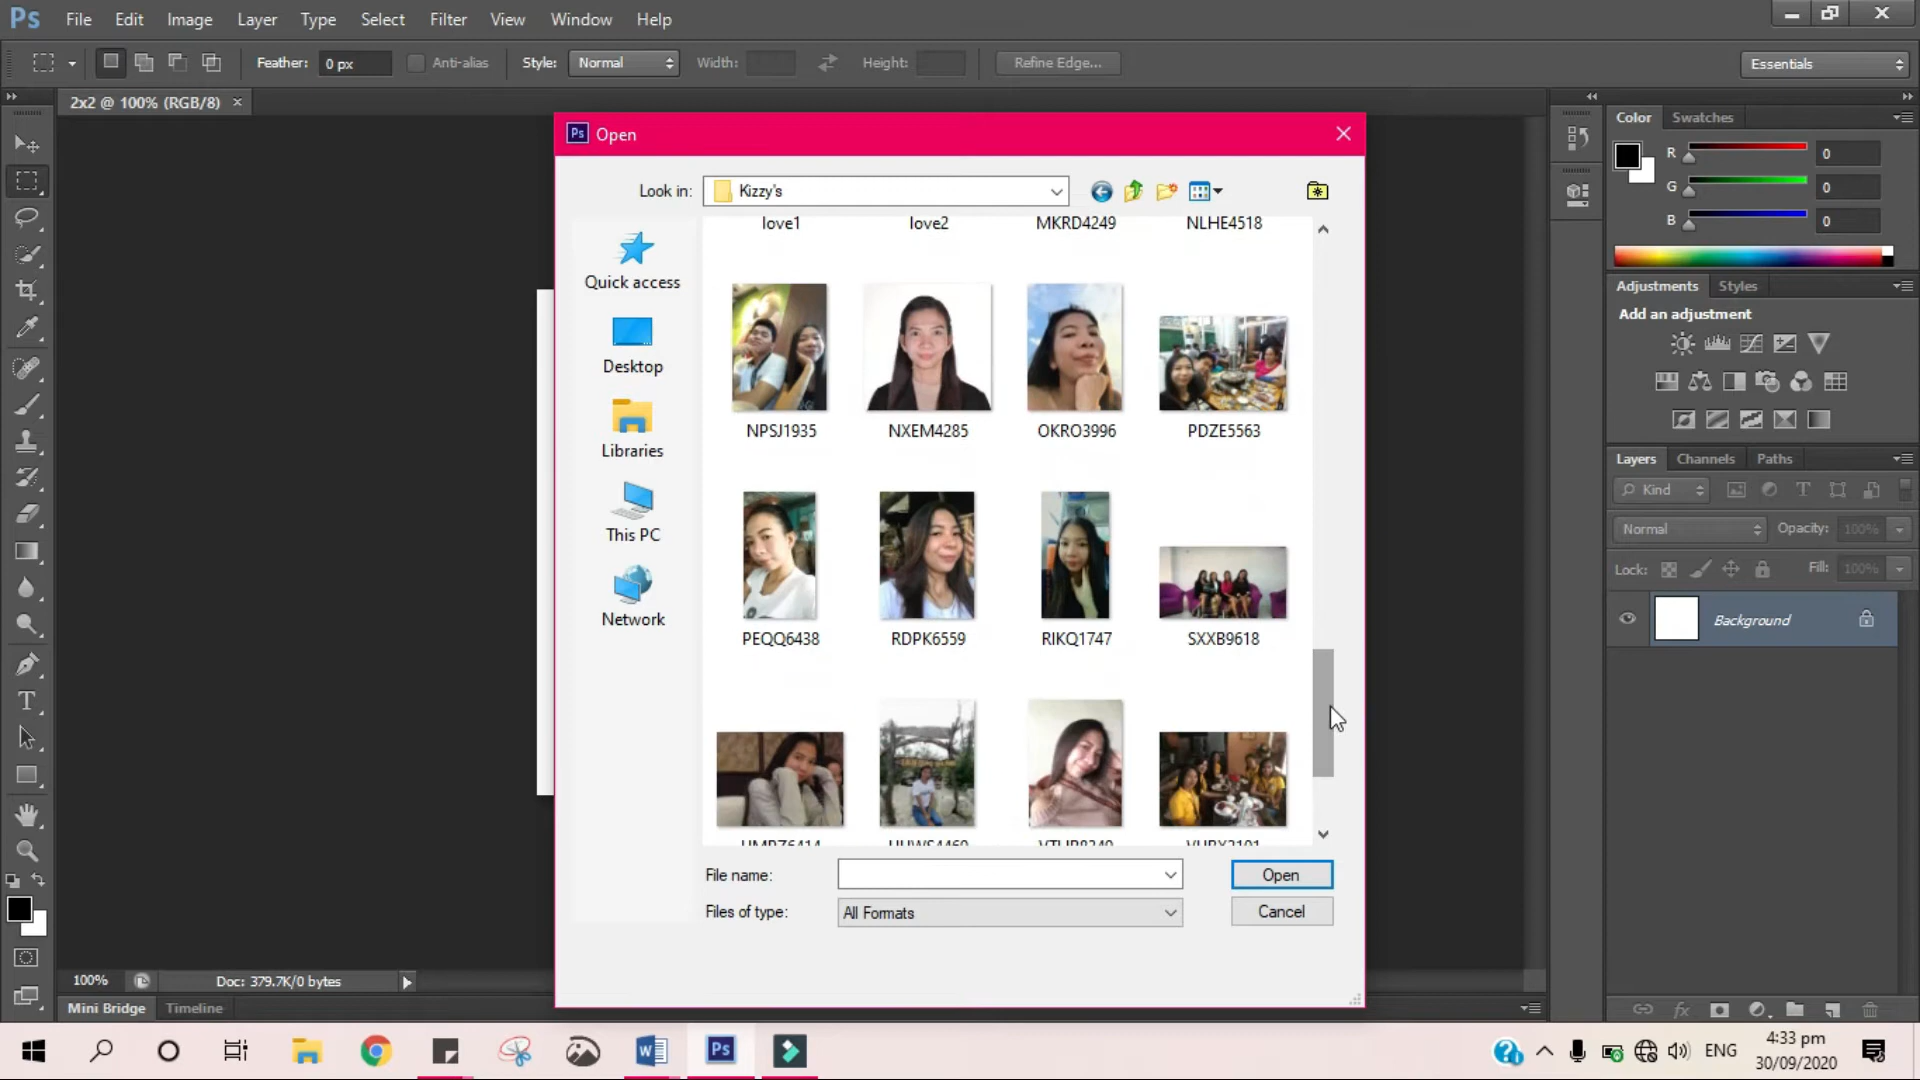 Ps File Edit Image Layer Type Select Filter View Window Help
Feather: 0 px Anti-alias Style: Normal Width: Height: Refine Edge... Essentials
2x2 @ 100% (RGB/8) ×
Ps Open
Look in: Kizzy's
Quick access
Desktop
Libraries
This PC
Network
love1 love2 MKRD4249 NLHE4518
NPSJ1935 NXEM4285 OKRO3996 PDZE5563
PEQQ6438 RDPK6559 RIKQ1747 SXXB9618
File name: Open
Files of type: All Formats Cancel
Color Swatches
R 0
G 0
B 0
Adjustments Styles
Add an adjustment
Layers Channels Paths
Kind
Normal Opacity: 100%
Lock: Fill: 100%
Background
100% Doc: 379.7K/0 bytes
Mini Bridge Timeline
ENG 4:33 pm
30/09/2020